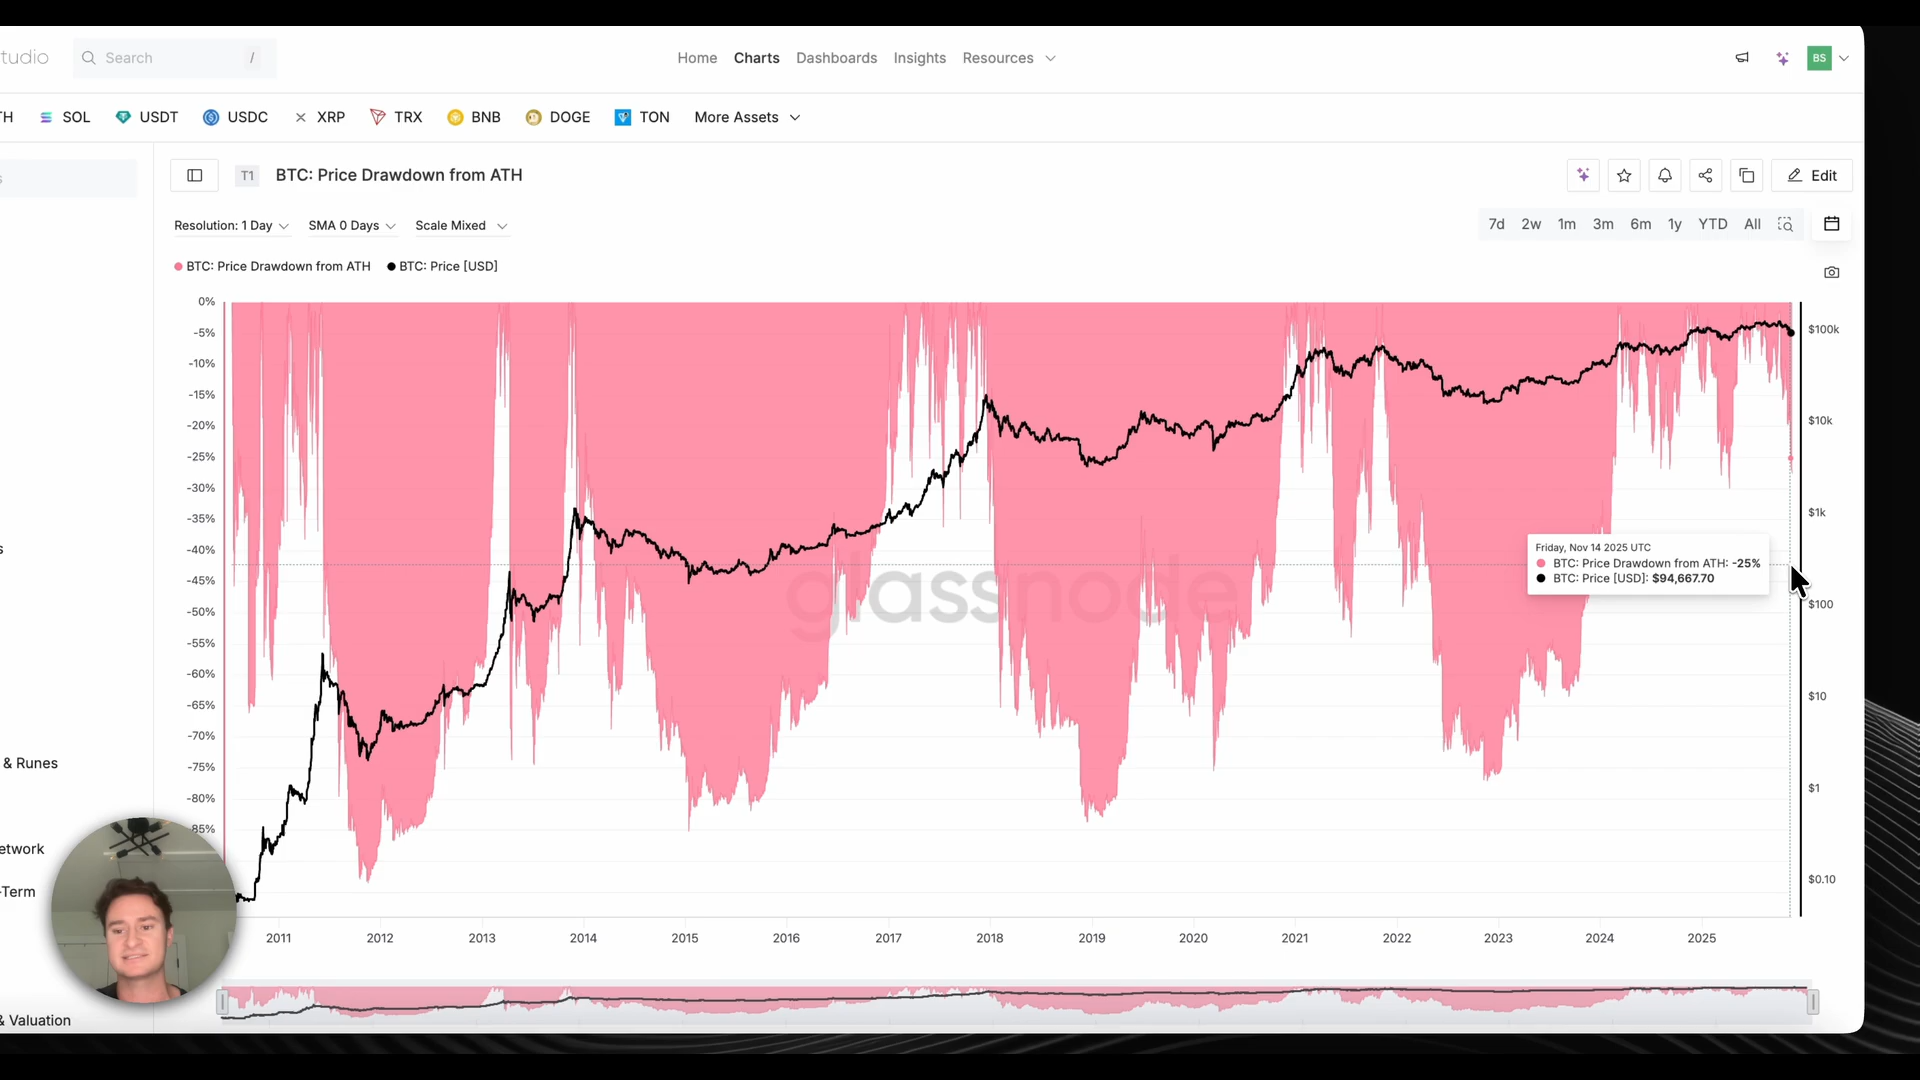 tudio
Search /
Home Charts Dashboards Insights Resources
BS
TH SOL USDT USDC XRP TRX BNB DOGE TON More Assets
s
T1 BTC: Price Drawdown from ATH
Edit
Resolution: 1 Day SMA 0 Days Scale Mixed
7d 2w 1m 3m 6m 1y YTD All
BTC: Price Drawdown from ATH BTC: Price [USD]
0%
-5%
-10%
-15%
-20%
-25%
-30%
-35%
-40%
-45%
-50%
-55%
-60%
-65%
-70%
-75%
-80%
85%
$100k
$10k
$1k
$100
$10
$1
$0.10
glassnode
Friday, Nov 14 2025 UTC
BTC: Price Drawdown from ATH: -25%
BTC: Price [USD]: $94,667.70
s
& Runes
etwork
-Term
& Valuation
2011 2012 2013 2014 2015 2016 2017 2018 2019 2020 2021 2022 2023 2024 2025